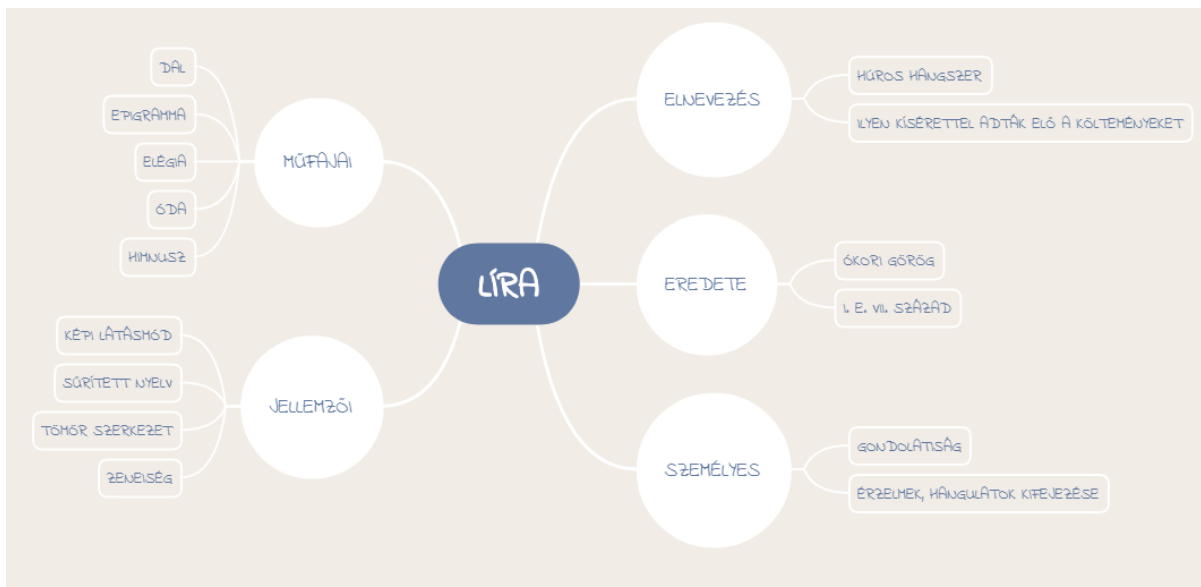 LÍRA
MŰFAJAI
DAL
EPIGRAMMA
ELÉGIA
ÓDA
HIMNUSZ
JELLEMZŐI
KÉPI LÁTÁSMÓD
SŰRÍTETT NYELV
TÖMÖR SZERKEZET
ZENEISÉG
ELNEVEZÉS
HÚROS HANGSZER
ILYEN KÍSÉRETTEL ADTÁK ELŐ A KÖLTEMÉNYEKET
EREDETE
ÓKORI GÖRÖG
I. E. VII. SZÁZAD
SZEMÉLYES
GONDOLATISÁG
ÉRZELMEK, HANGULATOK KIFEJEZÉSE